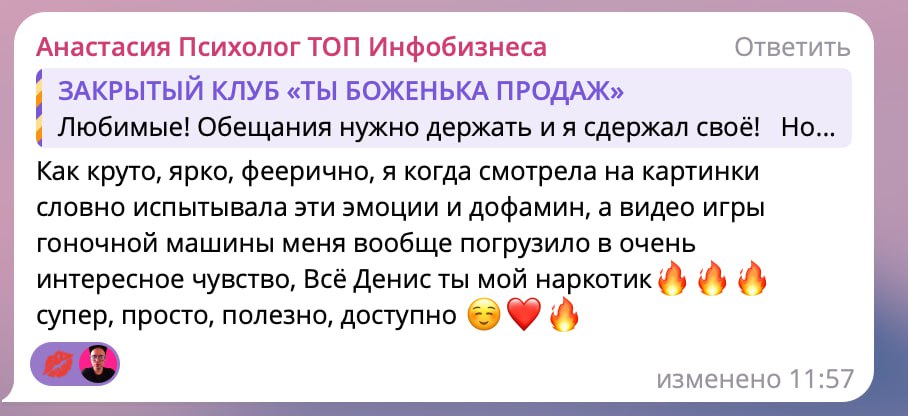 Анастасия Психолог ТОП Инфобизнеса Ответить
ЗАКРЫТЫЙ КЛУБ «ТЫ БОЖЕНЬКА ПРОДАЖ»
Любимые! Обещания нужно держать и я сдержал своё! Но...
Как круто, ярко, феерично, я когда смотрела на картинки
словно испытывала эти эмоции и дофамин, а видео игры
гоночной машины меня вообще погрузило в очень
интересное чувство, Всё Денис ты мой наркотик🔥🔥🔥
супер, просто, полезно, доступно ☺️❤️🔥
изменено 11:57